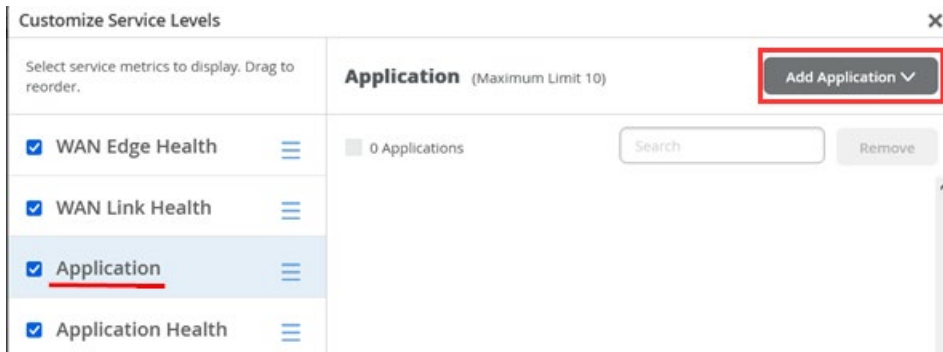 Customize Service Levels
Select service metrics to display. Drag to
reorder.
Application (Maximum Limit 10)
Add Application
WAN Edge Health
0 Applications
Search
Remove
WAN Link Health
Application
Application Health